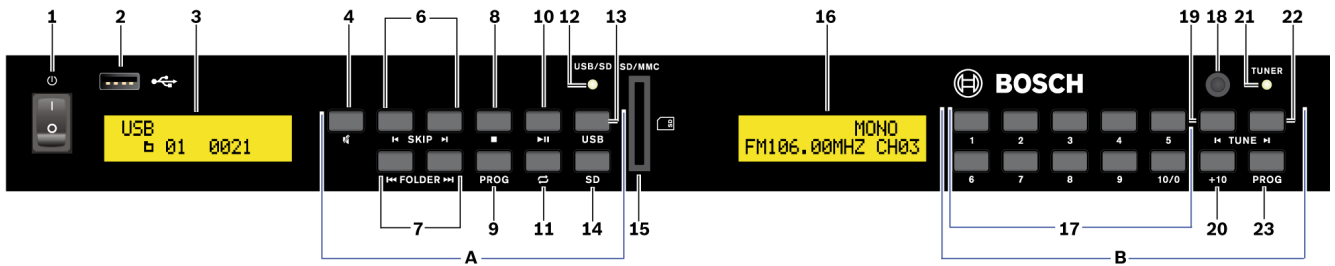 1 2 3 4 6 8 10 12 13 16 19 18 21 22
USB/SD SD/MMC
BOSCH
TUNER
USB
01 0021
MONO
FM106.00MHZ CH03
SKIP
USB
1 2 3 4 5
TUNE
FOLDER
PROG
SD
6 7 8 9 10/0
+10 PROG
7 9 11 14 15 17 20 23
A B